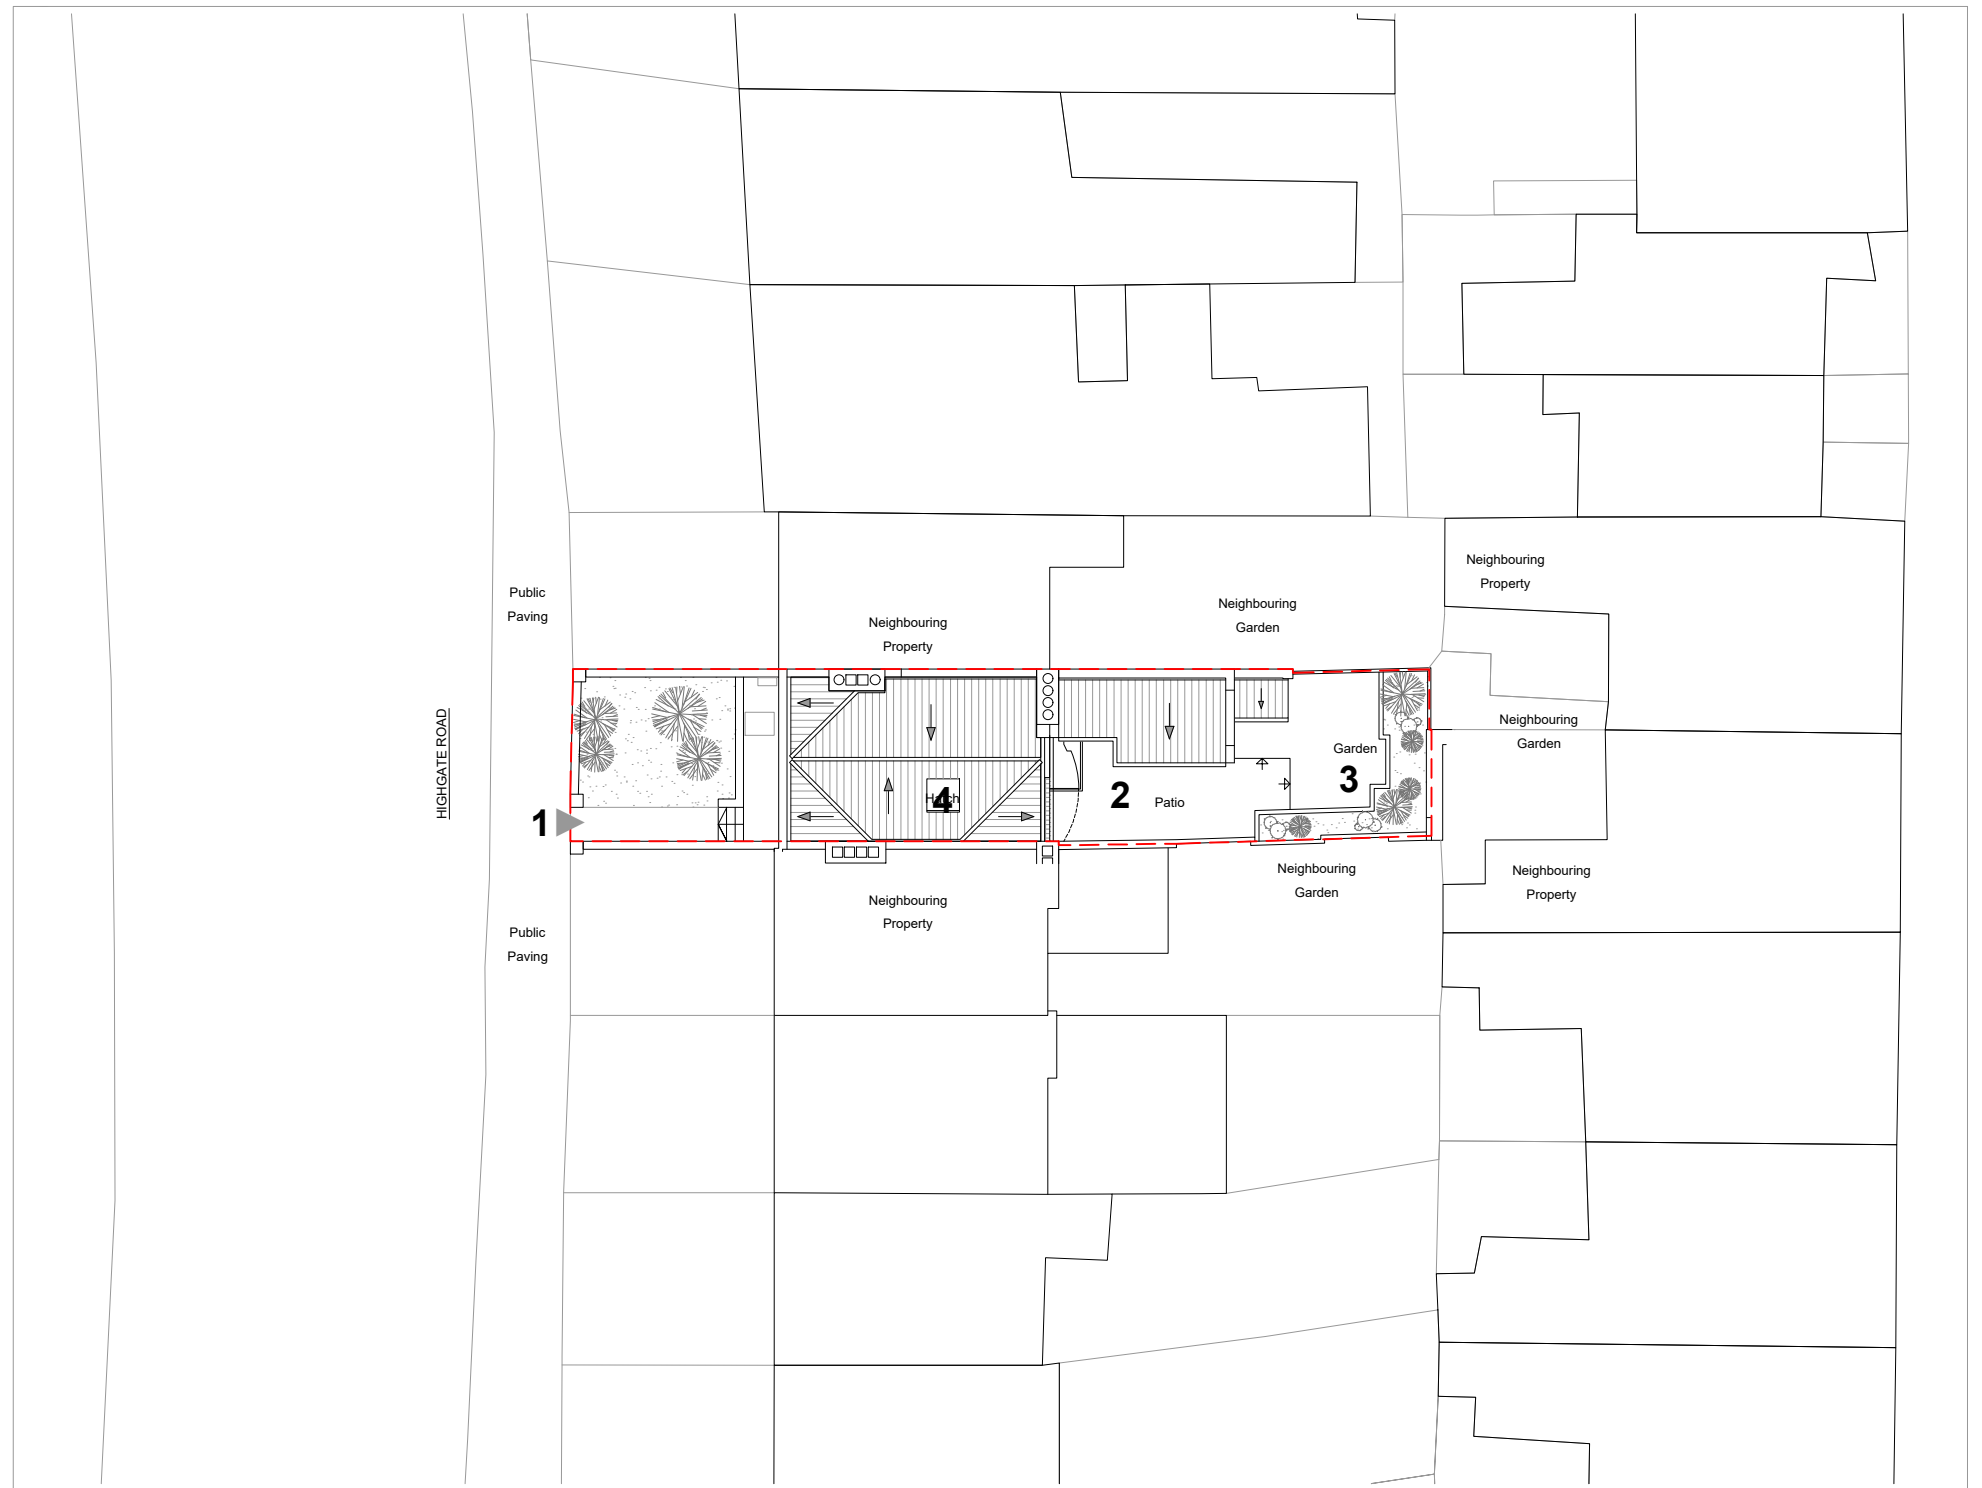 Public
Paving
Neighbouring
Property
Neighbouring
Garden
Neighbouring
Property
HIGHGATE ROAD
Neighbouring
Garden
1
Hatch
4
2
Patio
Garden
3
Public
Paving
Neighbouring
Property
Neighbouring
Garden
Neighbouring
Property